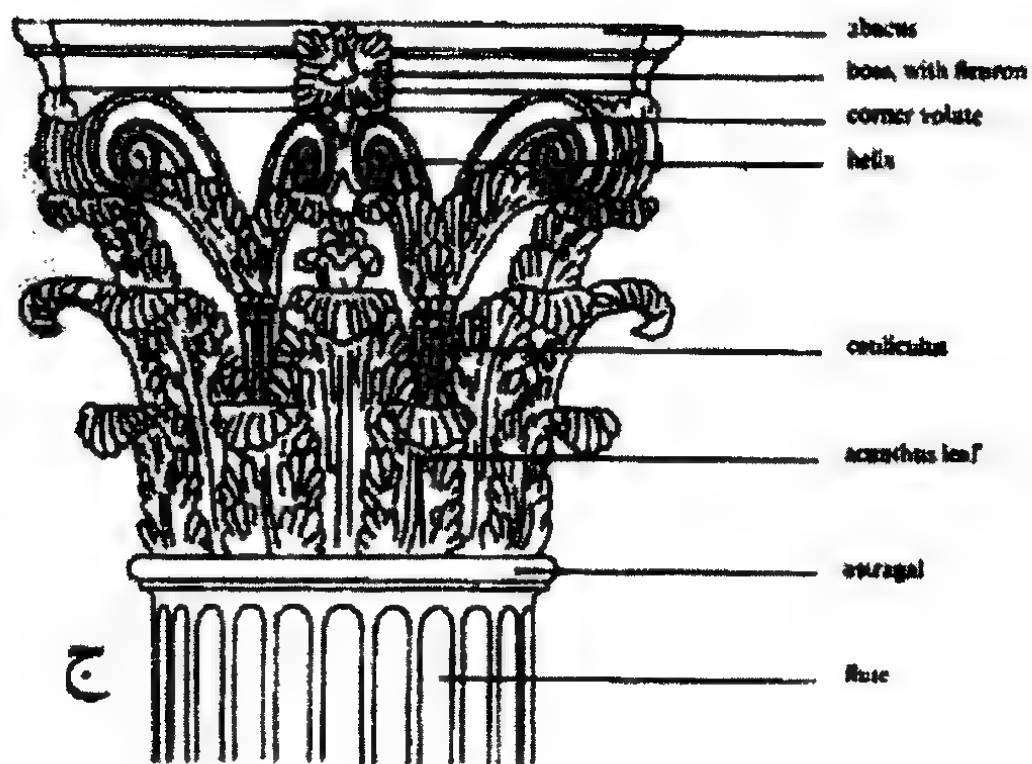 abacus
boss, with fleuron
corner volute
helix
cauliculus
acanthus leaf
astragal
ج
flute